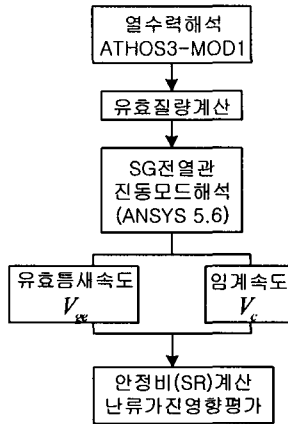 열수력해석
ATHOS3-MOD1
유효질량계산
SG전열관
진동모드해석
(ANSYS 5.6)
유효틈새속도
V_ge
임계속도
V_c
안정비(SR)계산
난류가진영향평가